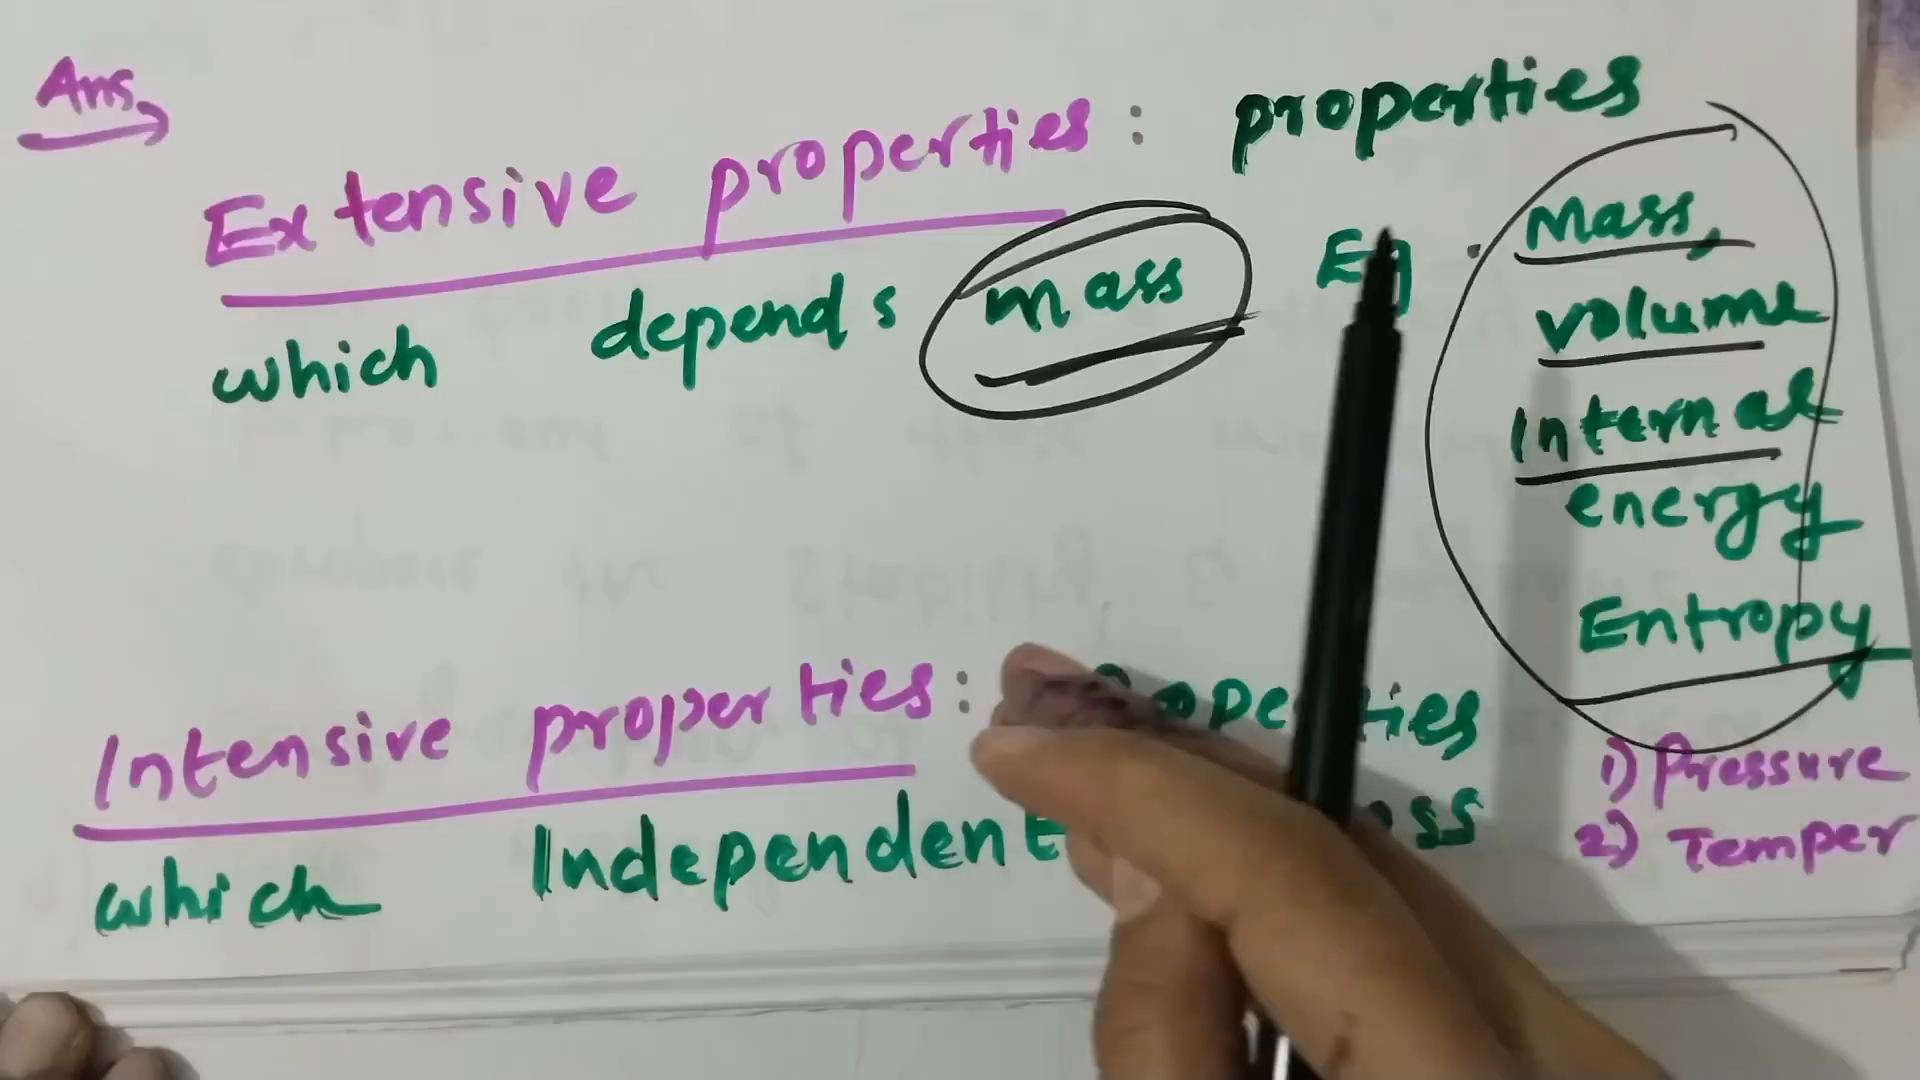 Ans
Extensive properties: properties
which depends mass Eg. Mass,
volume
Internal
energy
Entropy
Intensive properties:
which Independent
1) Pressure
2) Temper